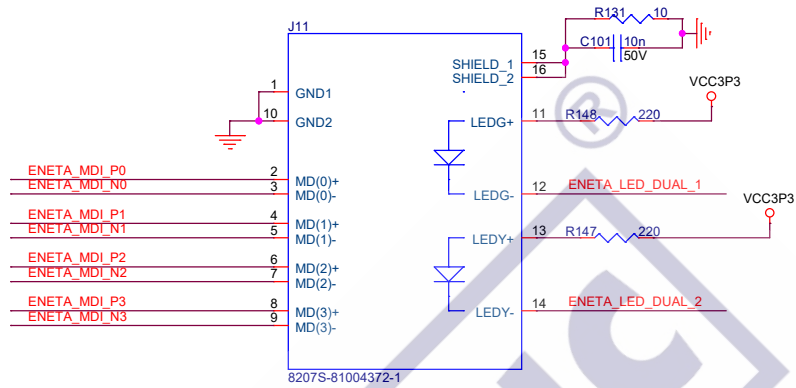 J11
R131 10
C101 10n
50V
15 SHIELD_1
16 SHIELD_2
VCC3P3
1 GND1
10 GND2
LEDG+ 11 R148 220
®
ENETA_MDI_P0 2 MD(0)+
ENETA_MDI_N0 3 MD(0)-
LEDG- 12 ENETA_LED_DUAL_1
VCC3P3
ENETA_MDI_P1 4 MD(1)+
ENETA_MDI_N1 5 MD(1)-
LEDY+ 13 R147 220
ENETA_MDI_P2 6 MD(2)+
ENETA_MDI_N2 7 MD(2)-
ENETA_MDI_P3 8 MD(3)+
ENETA_MDI_N3 9 MD(3)-
LEDY- 14 ENETA_LED_DUAL_2
8207S-81004372-1